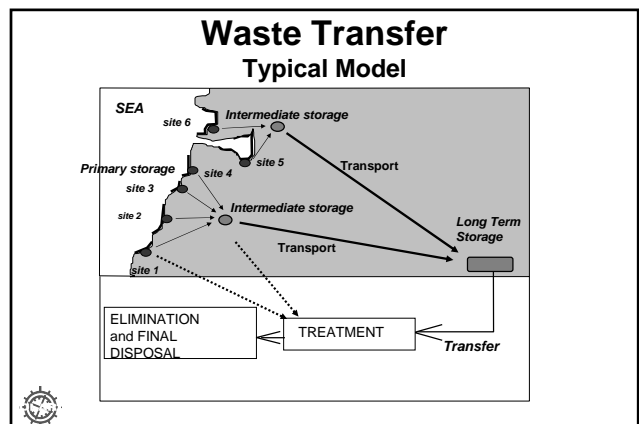 Waste Transfer
Typical Model
SEA
site 6
Intermediate storage
Primary storage
site 4
site 5
Transport
site 3
Intermediate storage
site 2
Long Term
Storage
Transport
site 1
ELIMINATION
and FINAL
DISPOSAL
TREATMENT
Transfer